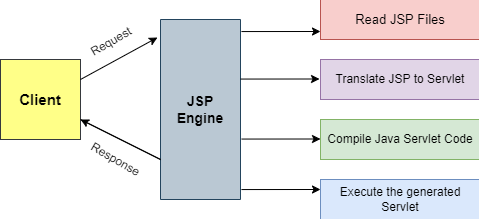 Client
Request
Response
JSP
Engine
Read JSP Files
Translate JSP to Servlet
Compile Java Servlet Code
Execute the generated
Servlet